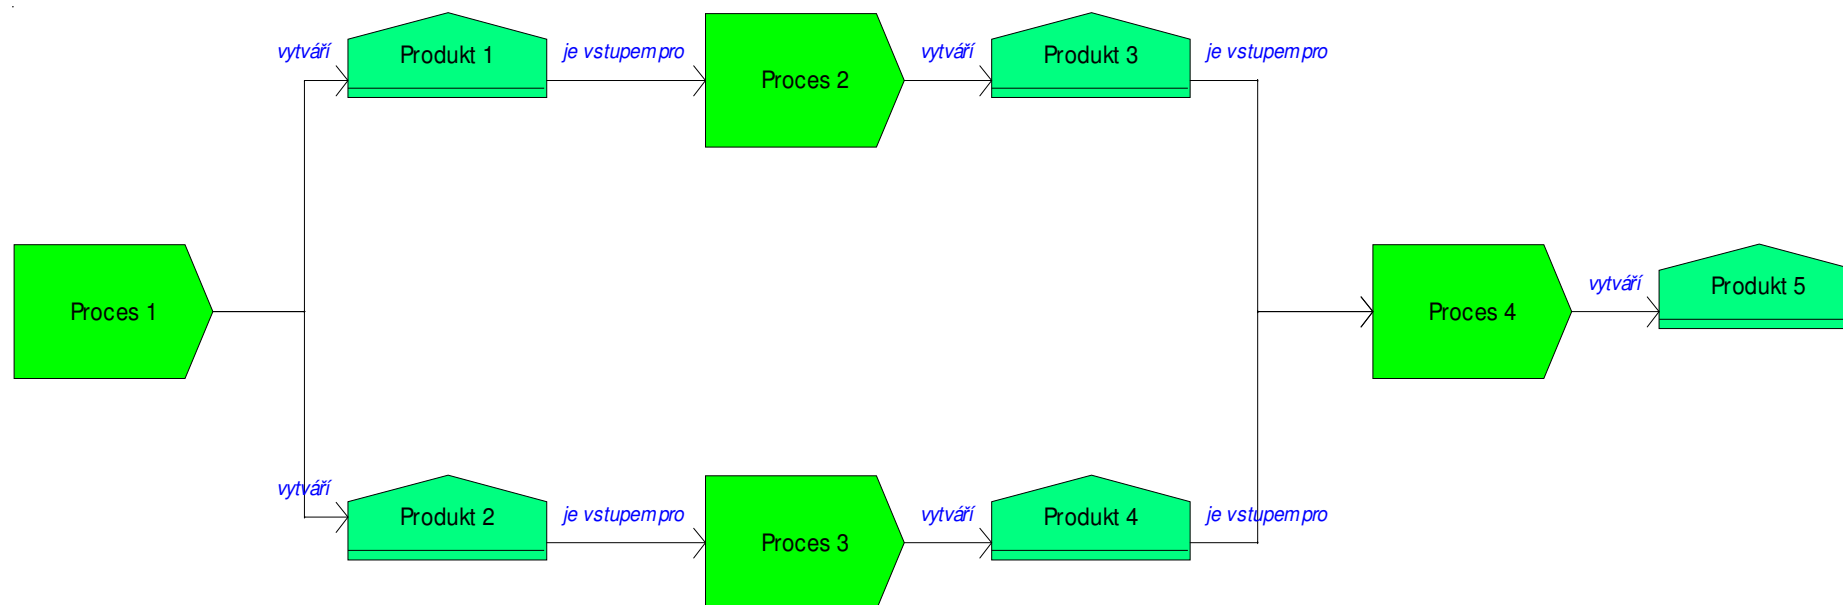 vytváří
Produkt 1
je vstupem pro
Proces 2
vytváří
Produkt 3
je vstupem pro
Proces 1
Proces 4
vytváří
Produkt 5
vytváří
Produkt 2
je vstupem pro
Proces 3
vytváří
Produkt 4
je vstupem pro